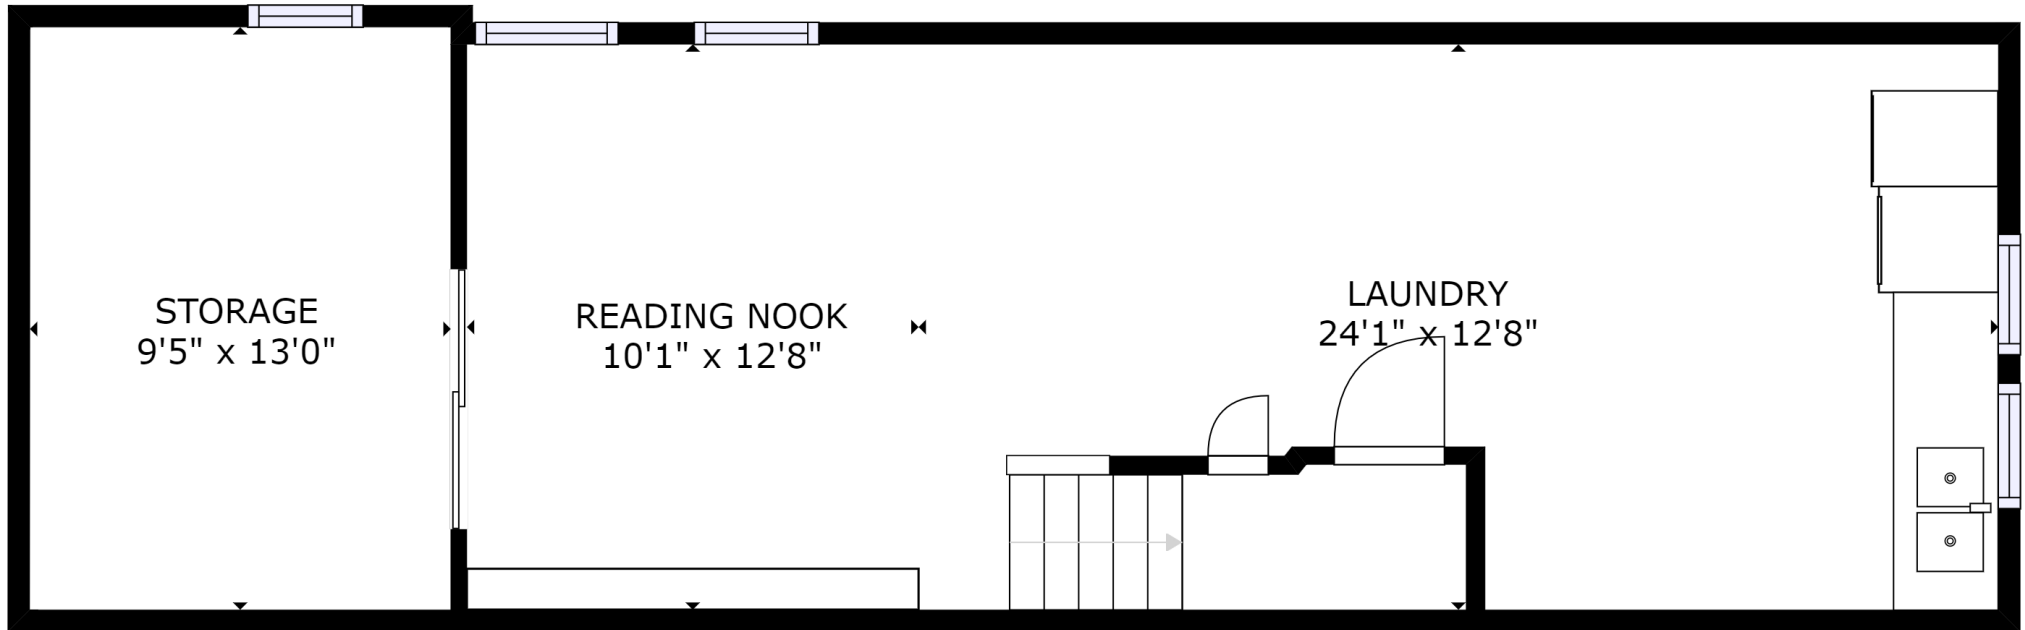 STORAGE
9'5" x 13'0"
READING NOOK
10'1" x 12'8"
LAUNDRY
24'1" x 12'8"